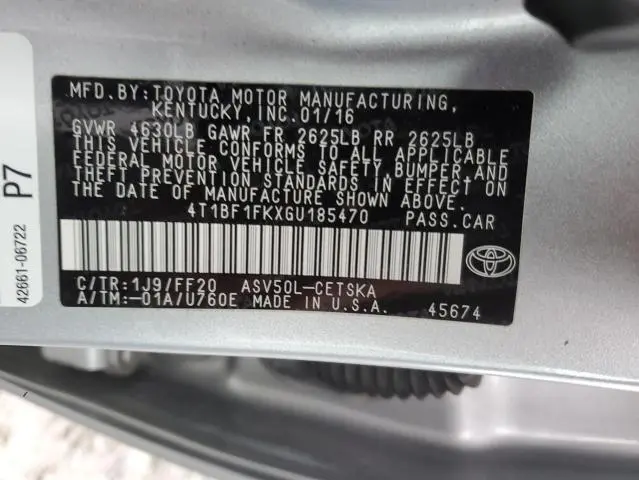 MFD.BY:TOYOTA MOTOR MANUFACTURING,
KENTUCKY, INC.01/16
GVWR 4630LB GAWR FR 2625LB RR 2625LB
THIS VEHICLE CONFORMS TO ALL APPLICABLE
FEDERAL MOTOR VEHICLE SAFETY,BUMPER,AND
THEFT PREVENTION STANDARDS IN EFFECT ON
THE DATE OF MANUFACTURE SHOWN ABOVE.
4T1BF1FKXGU185470 PASS.CAR
C/TR:1J9/FF20 ASV50L-CETSKA
A/TM:-01A/U760E MADE IN U.S.A. 45674
P7
42661-06722